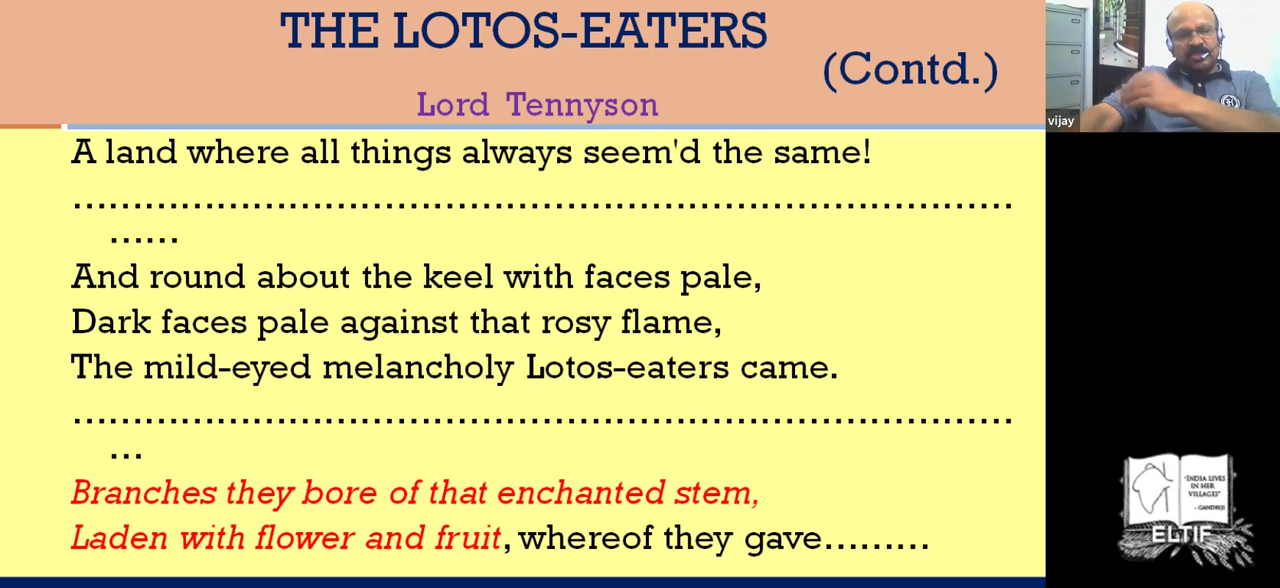 THE LOTOS-EATERS
(Contd.)
Lord Tennyson
vijay
A land where all things always seem'd the same!
……………………………………………………………………
……
And round about the keel with faces pale,
Dark faces pale against that rosy flame,
The mild-eyed melancholy Lotos-eaters came.
……………………………………………………………………
…
Branches they bore of that enchanted stem,
Laden with flower and fruit, whereof they gave………
"INDIA LIVES
IN HER
VILLAGES"
- GANDHIJI
ELTIF